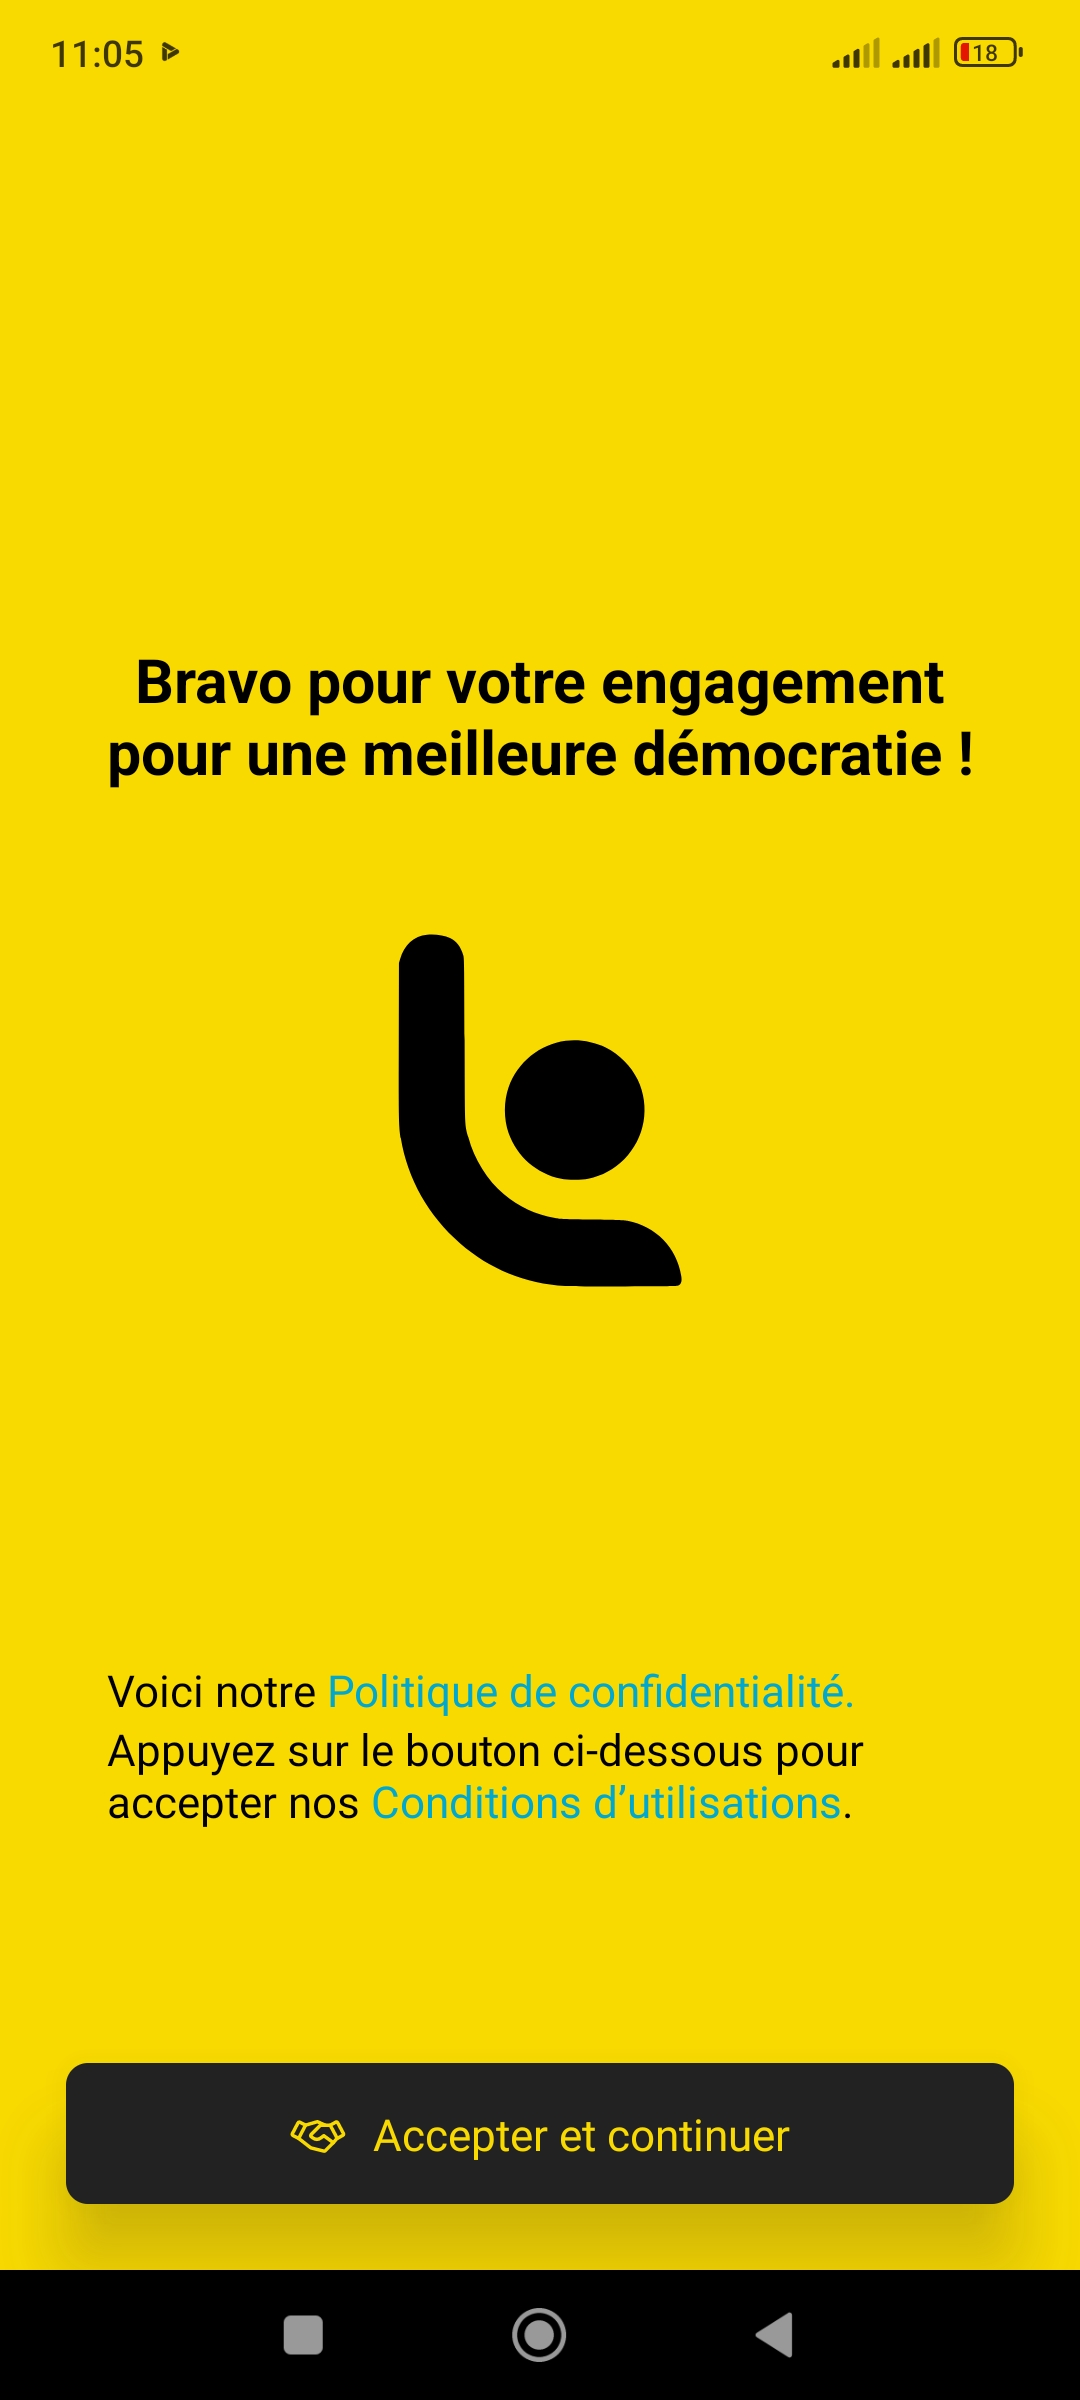 11:05
18
Bravo pour votre engagement
pour une meilleure démocratie !
Voici notre Politique de confidentialité.
Appuyez sur le bouton ci-dessous pour
accepter nos Conditions d’utilisations.
Accepter et continuer